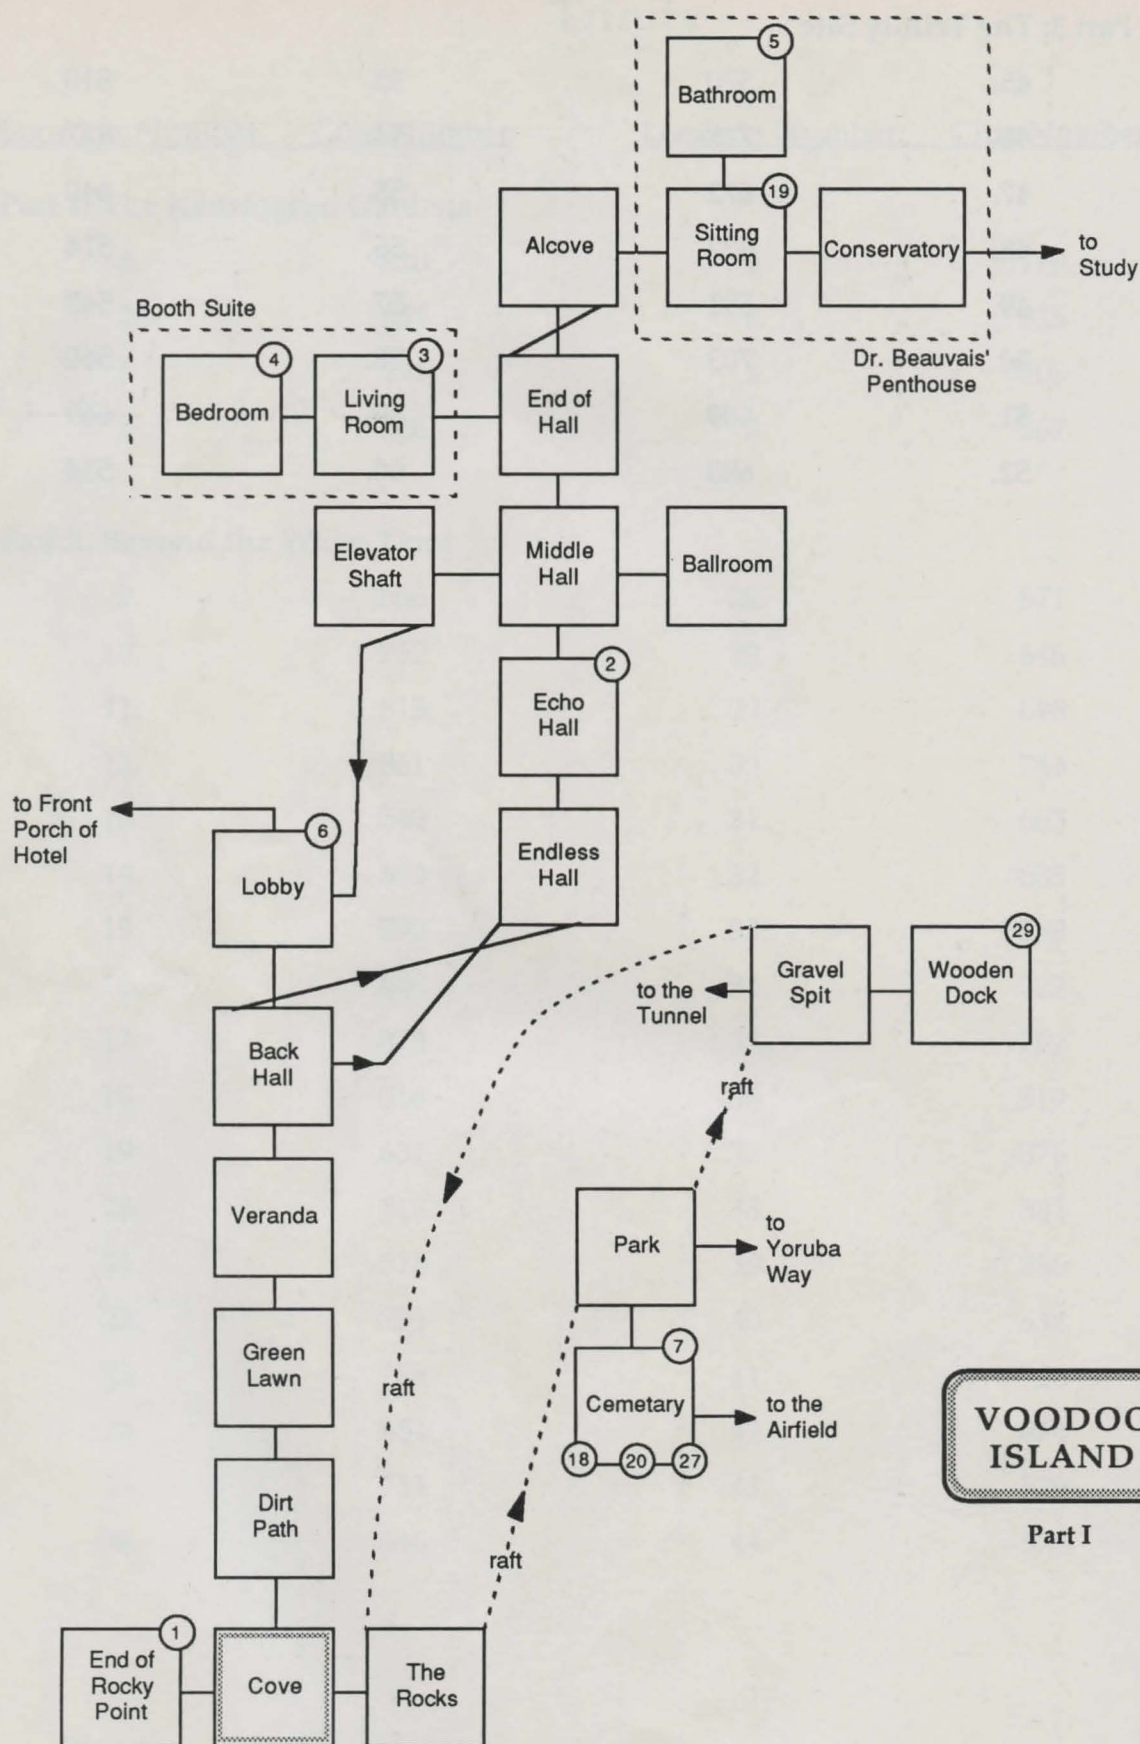 5
Bathroom
19
Alcove
Sitting
Room
Conservatory
to
Study
Booth Suite
Dr. Beauvais'
Penthouse
4
Bedroom
3
Living
Room
End of
Hall
Elevator
Shaft
Middle
Hall
Ballroom
2
Echo
Hall
to Front
Porch of
Hotel
6
Lobby
Endless
Hall
Gravel
Spit
29
Wooden
Dock
to the
Tunnel
Back
Hall
raft
Veranda
Park
to
Yoruba
Way
Green
Lawn
raft
7
Cemetary
to the
Airfield
18
20
27
VOODOO
ISLAND
Part I
Dirt
Path
raft
1
End of
Rocky
Point
Cove
The
Rocks